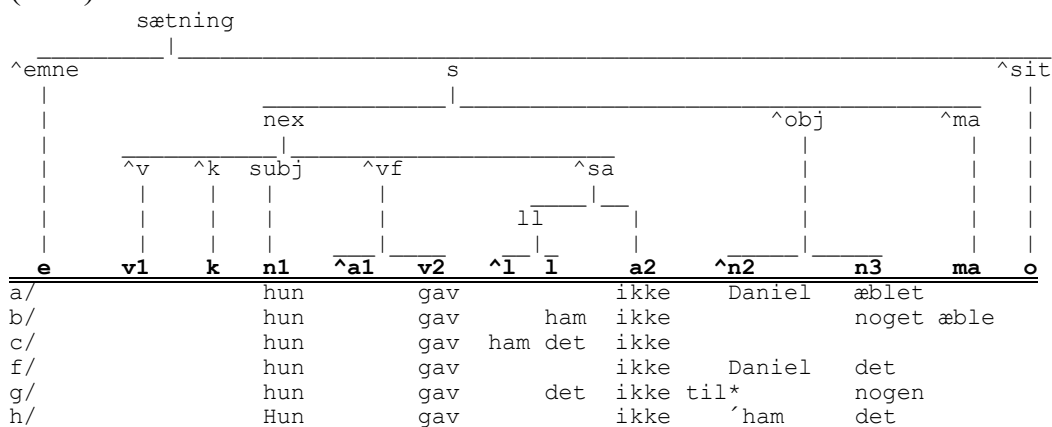 sætning
^emne s ^sit
nex ^obj ^ma
^v ^k subj ^vf ^sa
ll
e v1 k n1 ^a1 v2 ^l l a2 ^n2 n3 ma o
a/ hun gav ikke Daniel æblet
b/ hun gav ham ikke noget æble
c/ hun gav ham det ikke
f/ hun gav ikke Daniel det
g/ hun gav det ikke til* nogen
h/ Hun gav ikke ´ham det